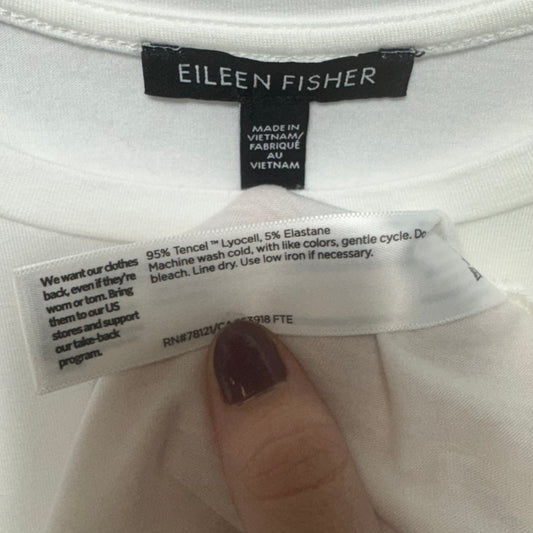 EILEEN FISHER
MADE IN
VIETNAM/
FABRIQUÉ
AU
VIETNAM
We want our clothes
back, even if they're
worn or torn. Bring
them to our US
stores and support
our take-back
program.
95% Tencel™ Lyocell, 5% Elastane
Machine wash cold, with like colors, gentle cycle. Do
bleach. Line dry. Use low iron if necessary.
RN#78121/ 3918 FTE